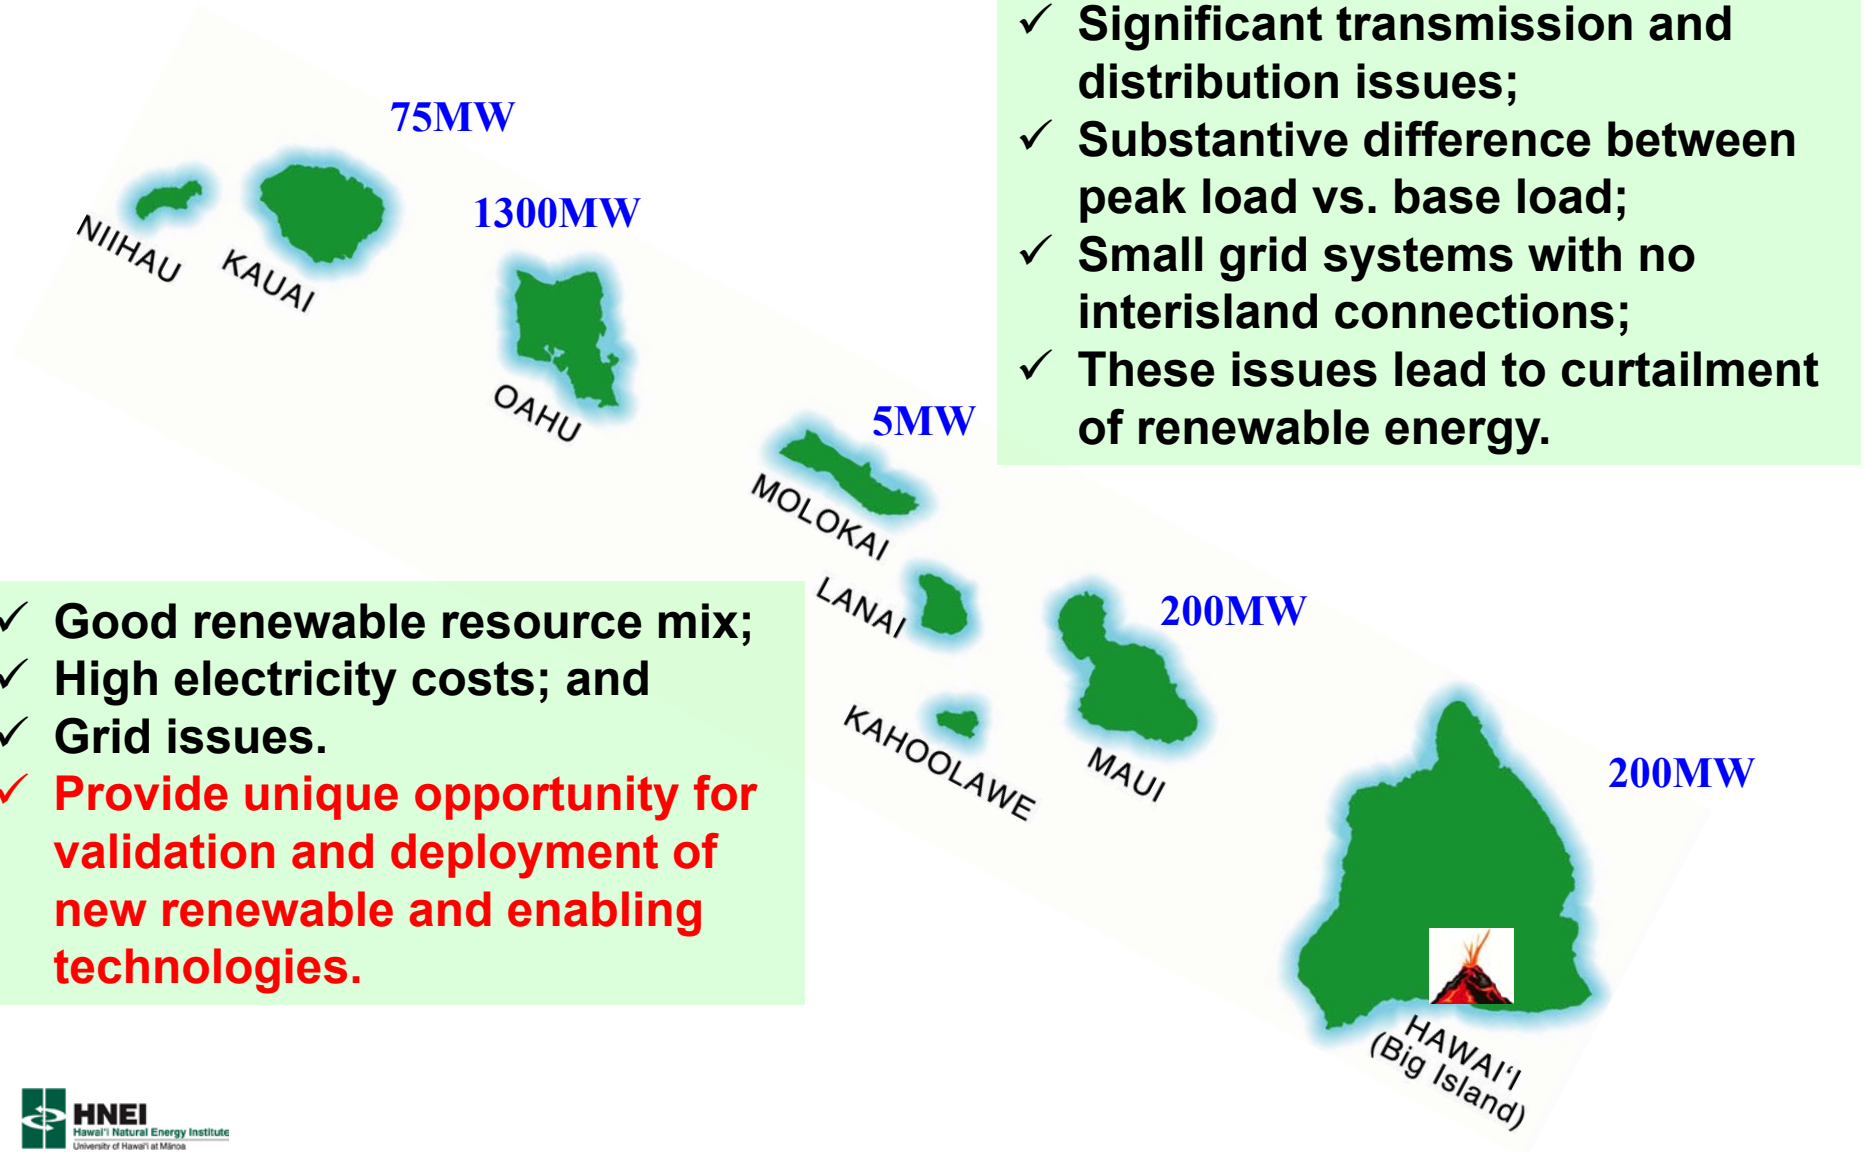 ✓ Significant transmission and
distribution issues;
✓ Substantive difference between
peak load vs. base load;
✓ Small grid systems with no
interisland connections;
✓ These issues lead to curtailment
of renewable energy.
75MW
NIIHAU
KAUAI
1300MW
OAHU
5MW
MOLOKAI
LANAI
200MW
KAHOOLAWE
MAUI
200MW
HAWAI‘I
(Big Island)
✓ Good renewable resource mix;
✓ High electricity costs; and
✓ Grid issues.
✓ Provide unique opportunity for
validation and deployment of
new renewable and enabling
technologies.
HNEI
Hawai‘i Natural Energy Institute
University of Hawai‘i at Mānoa